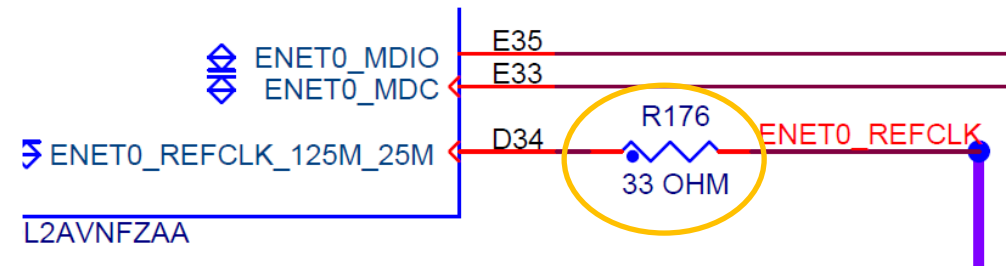 ENET0_MDIO
E35
ENET0_MDC
E33
R176
ENET0_REFCLK_125M_25M
D34
ENET0_REFCLK
33 OHM
L2AVNFZAA